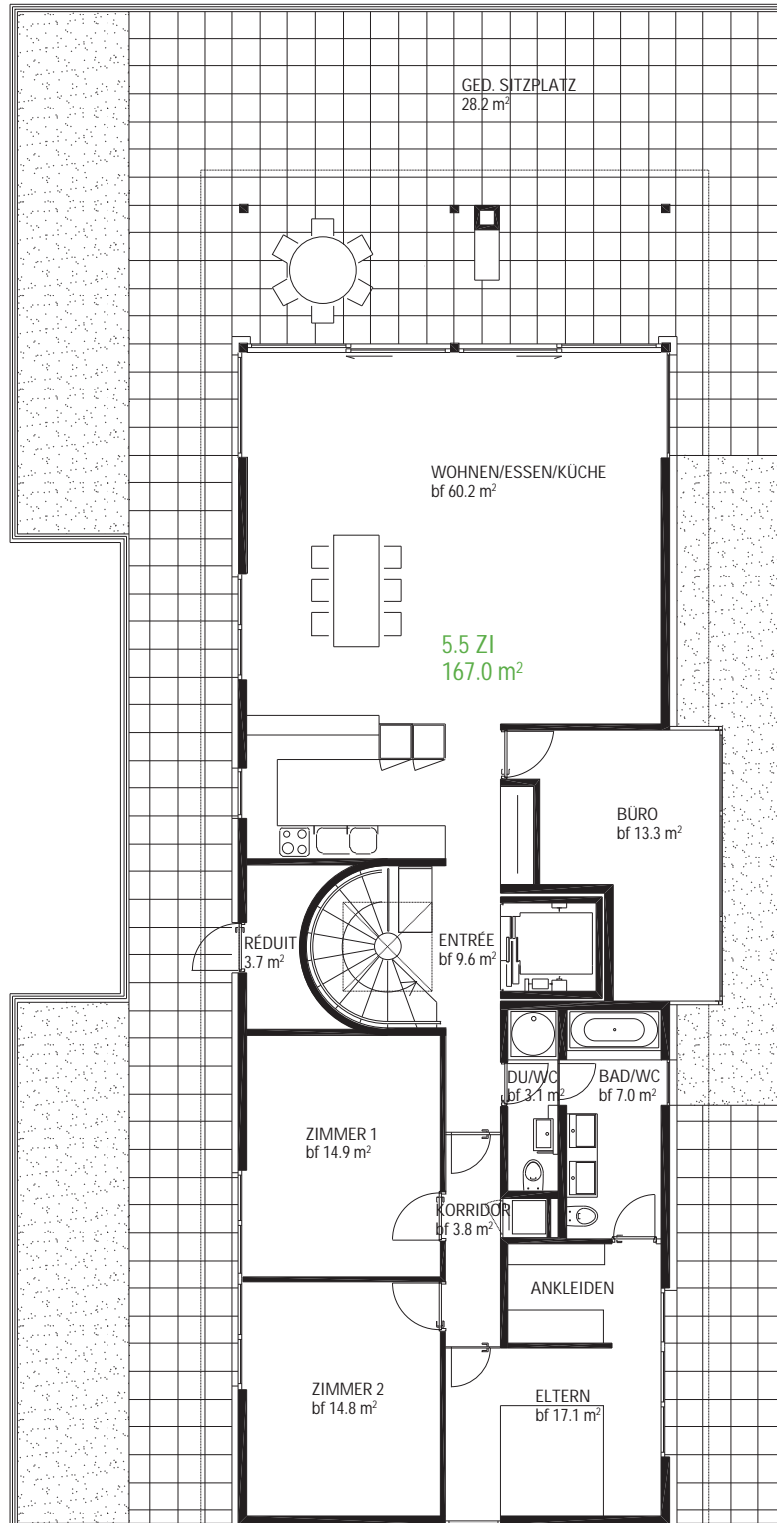 GED. SITZPLATZ
28.2 m²
WOHNEN/ESSEN/KÜCHE
bf 60.2 m²
5.5 ZI
167.0 m²
BÜRO
bf 13.3 m²
RÉDUIT
3.7 m²
ENTRÉE
bf 9.6 m²
DU/WC
bf 3.1 m²
BAD/WC
bf 7.0 m²
ZIMMER 1
bf 14.9 m²
KORRIDOR
bf 3.8 m²
ANKLEIDEN
ZIMMER 2
bf 14.8 m²
ELTERN
bf 17.1 m²